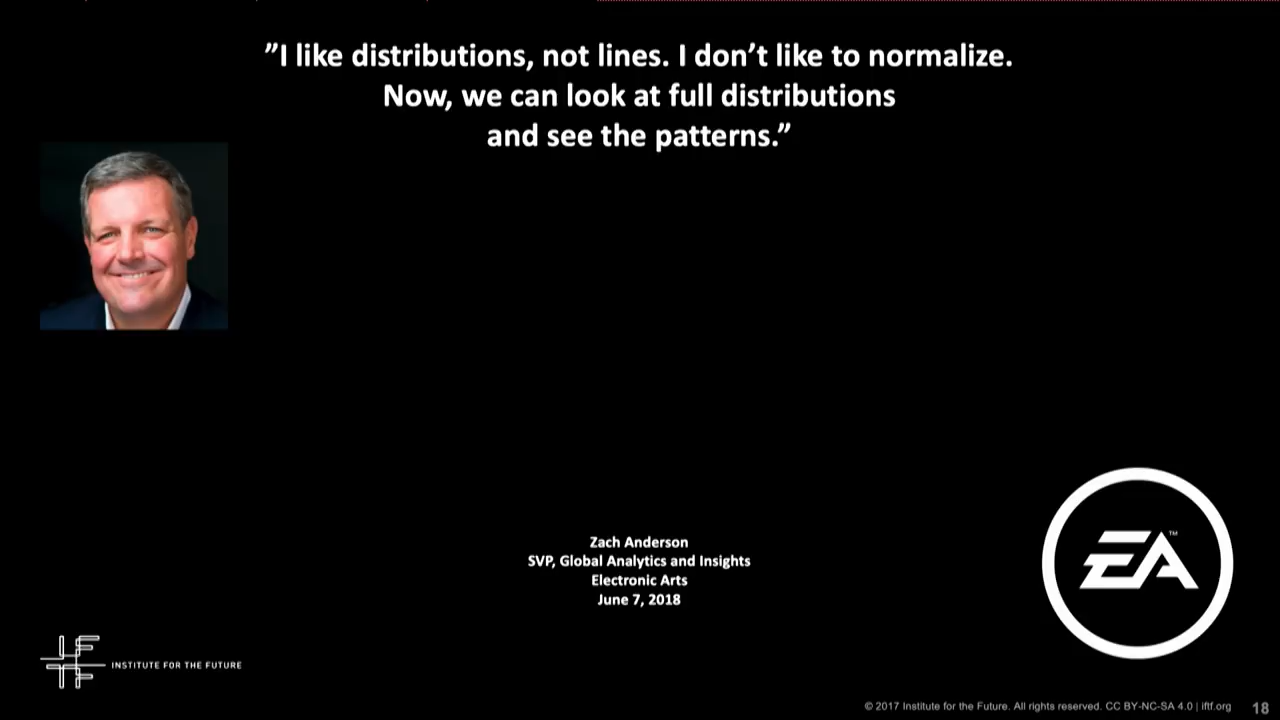 ”I like distributions, not lines. I don’t like to normalize.
Now, we can look at full distributions
and see the patterns.”
Zach Anderson
SVP, Global Analytics and Insights
Electronic Arts
June 7, 2018
EA™
INSTITUTE FOR THE FUTURE
© 2017 Institute for the Future. All rights reserved. CC BY-NC-SA 4.0 | iftf.org 18